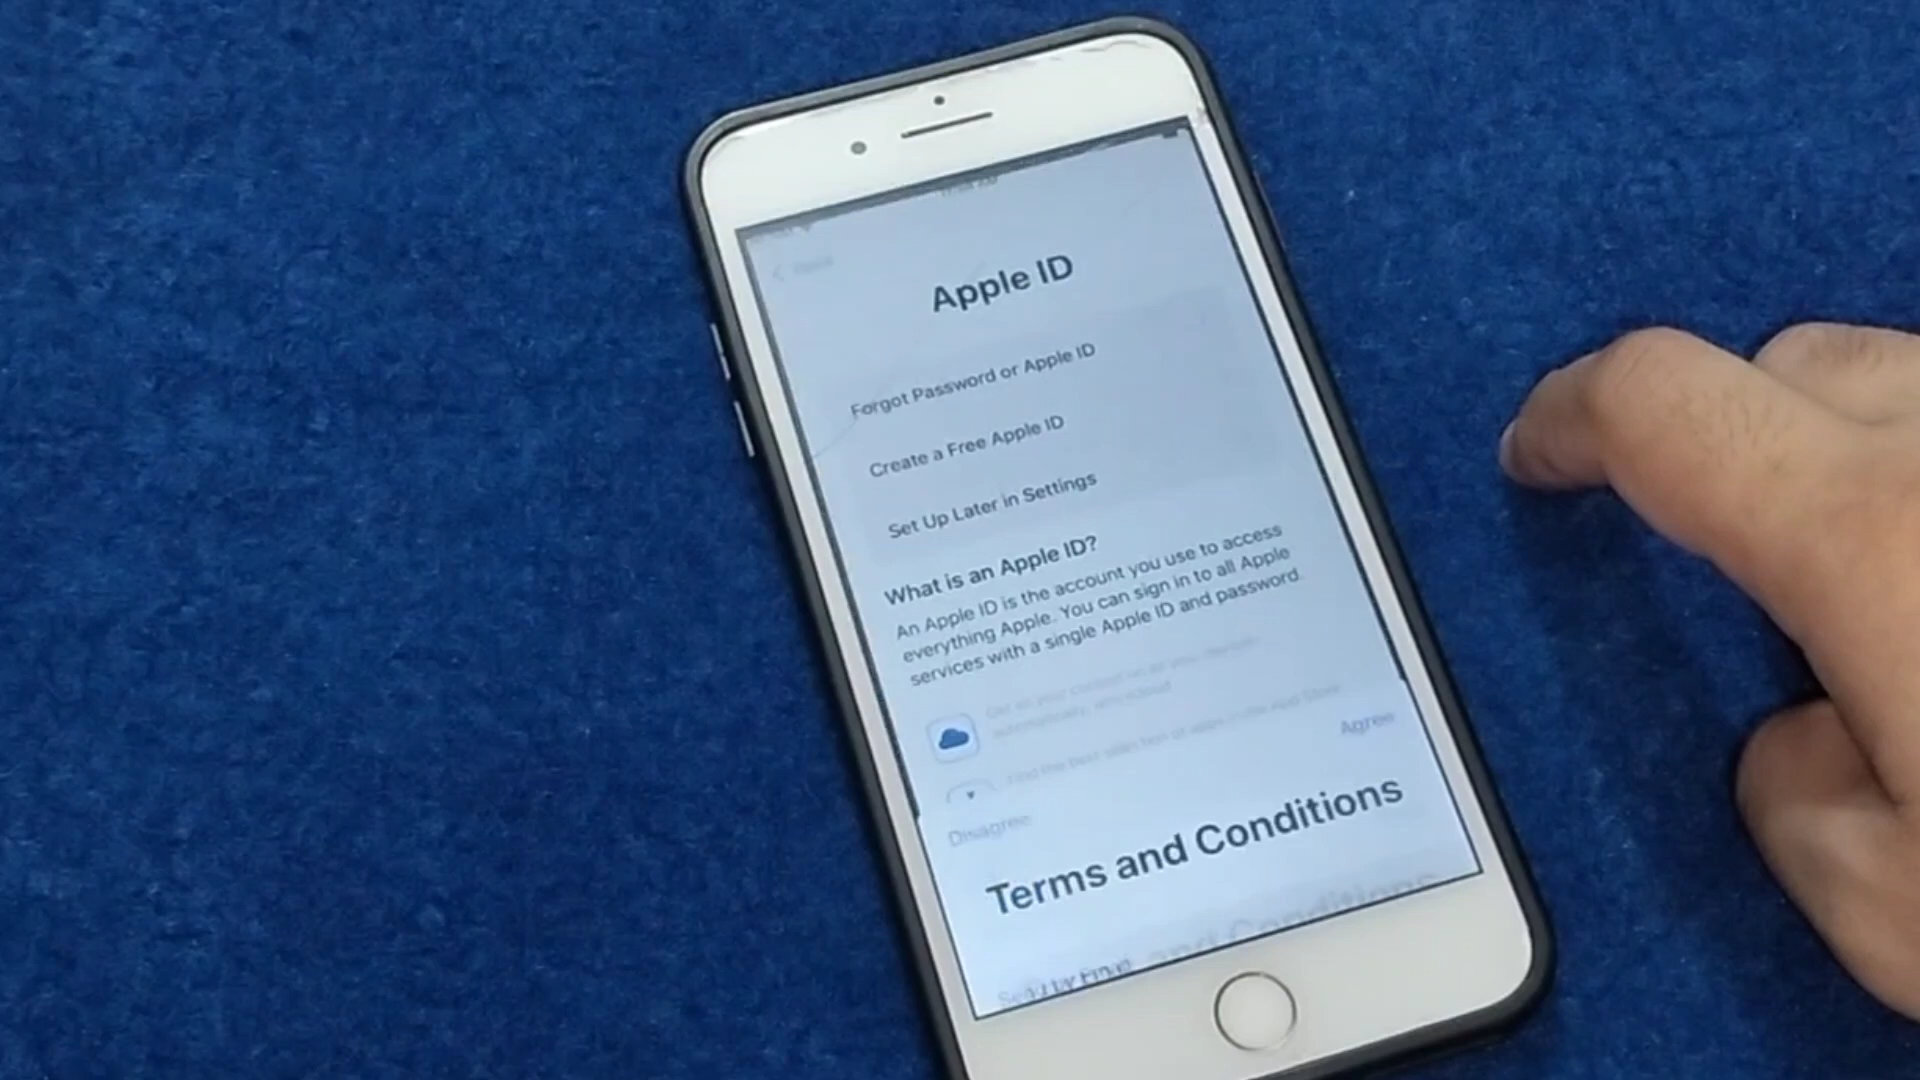 Apple ID
Forgot Password or Apple ID
Create a Free Apple ID
Set Up Later in Settings
What is an Apple ID?
An Apple ID is the account you use to access
everything Apple. You can sign in to all Apple
services with a single Apple ID and password.
Agree
Disagree
Terms and Conditions